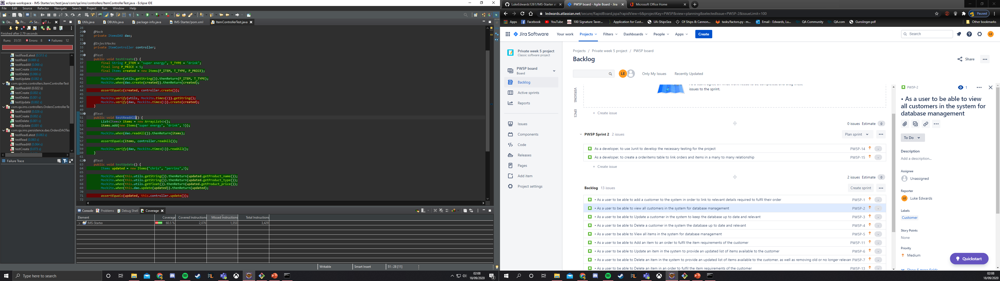 eclipse-workspace - IMS-Starter/src/test/java/com/qa/ims/controllers/ItemControllerTest.java - Eclipse IDE
File Edit Source Refactor Navigate Search Project Run Window Help
De... Pr... Se... J...
Finished after 2.79 seconds
Runs: 31/31 Errors: 8 Failures: 12
testReadLatest (0.513 s)
testRead (0.069 s)
testReadAll (0.068 s)
testCreate (0.084 s)
testDelete (0.066 s)
testUpdate (0.082 s)
com.qa.ims.controllers.ItemControllerTest
testReadAll (0.022 s)
testCreate (0.002 s)
testDelete (0.001 s)
testUpdate (0.002 s)
com.qa.ims.controllers.OrdersControllerTe
testReadAll (0.026 s)
testCreate (0.002 s)
testDelete (0.001 s)
testUpdate (0.001 s)
com.qa.ims.persistence.dao.OrdersDAOTes
testReadLatest (0.063 s)
testRead (0.063 s)
testReadAll (0.064 s)
testCreate (0.073 s)
Failure Trace
Utils.java DBUtils.java package-info.java IMS-Starter/pom.xml ItemControllerTest.java
28
29 @Mock
30 private ItemsDAO dao;
31
32 @InjectMocks
33 private ItemController controller;
34
35 @Test
36 public void testCreate() {
37 final String F_ITEM = "super energy", T_TYPE = "drink";
38 final long P_PRICE = 5;
39 final Items created = new Items(F_ITEM, T_TYPE, P_PRICE);
40
41 Mockito.when(utils.getString()).thenReturn(F_ITEM, T_TYPE);
42 Mockito.when(dao.create(created)).thenReturn(created);
43
44 assertEquals(created, controller.create());
45
46 Mockito.verify(utils, Mockito.times(2)).getString();
47 Mockito.verify(dao, Mockito.times(1)).create(created);
48 }
49
50 @Test
51 public void testReadAll() {
52 List<Items> items = new ArrayList<>();
53 items.add(new Items("super energy", "drink", 5));
54
55 Mockito.when(dao.readAll()).thenReturn(items);
56
57 assertEquals(items, controller.readAll());
58
59 Mockito.verify(dao, Mockito.times(1)).readAll();
60 }
61
62 @Test
63 public void testUpdate() {
64 Items updated = new Items("chris", "perrins",3);
65
66 Mockito.when(this.utils.getString()).thenReturn(updated.getProduct_name());
67 Mockito.when(this.utils.getString()).thenReturn(updated.getProduct_type());
68 Mockito.when(this.utils.getFloat()).thenReturn(updated.getProduct_price());
69 Mockito.when(this.dao.update(updated)).thenReturn(updated);
70
71 assertEquals(updated, this.controller.update());
72
Console Problems Debug Shell Coverage
Element Coverage Covered Instructions Missed Instructions Total Instructions
IMS-Starter 60.5 % 2,076 1,353 3,429
Writable Smart Insert 51 : 28 [11]
Type here to search
02:08
18/09/2020
LukeEdwards1261/IMS-Starter at PW5P board - Agile Board - Jira Microsoft Office Home
ledwards.atlassian.net/secure/RapidBoard.jspa?rapidView=6&projectKey=PW5P&view=planning&selectedIssue=PW5P-2&issueLimit=100
Paused
Apps Facebook YouTube 100 Signature Taver... Application for Cust... UA-ShipsSea Of Ships & Cannon... tasks/factors.py · m... Email - Edwards, Lu... QA Community QA.com Gunslinger.pdf Other bookmarks
Jira Software Your work Projects Filters Dashboards People Apps Create Search
LE
Private week 5 project
Classic software project
PW5P board
Board
Backlog
Active sprints
Reports
Issues
Components
Code
Releases
Pages
Add item
Project settings
Projects / Private week 5 project / PW5P board
Backlog
Share
LE Only My Issues Recently Updated
VERSIONS
EPICS
As a team, agree on what work needs to be completed, and drag these
issues to the sprint.
+ Create issue
0 issues Estimate 0
PW5P Sprint 2 2 issues Plan sprint
As a developer, to use Junit to develop the necessary testing for the project PW5P-14 -
As a developer, to create a orderitems table to link orders and items in a many to many relationship PW5P-15 -
+ Create issue
2 issues Estimate 0
Backlog 13 issues Create sprint
• As a user to be able to add a customer to the system in order to link to relevant details required to fulfil their order PW5P-1 -
• As a user to be able to view all customers in the system for database management PW5P-2 -
• As a user to be able to Update a customer in the system to keep the database up to date and relevant PW5P-3 -
• As a user to be able to Delete a customer in the system the database up to date and relevant PW5P-4 -
• As a user to be able to View all items in the system for database management PW5P-5 -
• As a user to be able to Add an item to an order to fulfil the item requirements of the customer PW5P-11 -
• As a user to be able to Update an item in the system to provide an updated list of items available to the customer PW5P-6 -
• As a user to be able to Delete an item in the system to provide an updated list of items available to the customer, as well as removing old or no longer relevan PW5P-7 -
• As a user to be able to Delete an item in an order to fulfil the item requirements of the customer PW5P-13 -
PW5P-2 1
• As a user to be able to view
all customers in the system for
database management
To Do
Description
Add a description...
Assignee
Unassigned
Reporter
LE Luke Edwards
Labels
Customer
Story Points
None
Priority
Medium
Show 6 more fields
Quickstart
02:08
18/09/2020